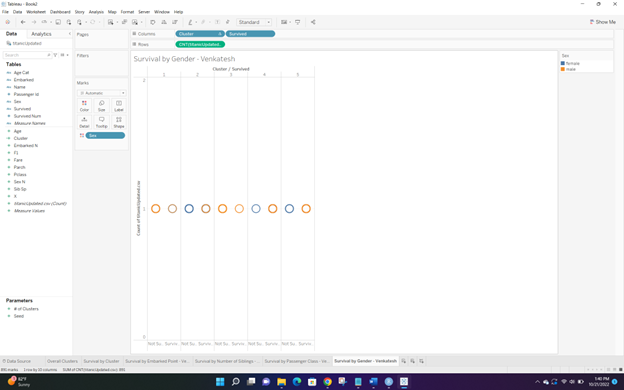 Tableau - Book2
File Data Worksheet Dashboard Story Analysis Map Format Server Window Help
Standard
Show Me
Data Analytics
titanicUpdated
Search
Tables
Age Cat
Embarked
Name
Passenger Id
Sex
Survived
Survived Num
Measure Names
Age
Cluster
Embarked N
F1
Fare
Parch
Pclass
Sex N
Sib Sp
X
titanicUpdated.csv (Count)
Measure Values
Parameters
# of Clusters
Seed
Pages
Filters
Marks
Automatic
Color Size Label
Detail Tooltip Shape
Sex
Columns Cluster Survived
Rows CNT(titanicUpdated..
Survival by Gender - Venkatesh
Cluster / Survived
1 2 3 4 5
2
1
0
Count of titanicUpdated.csv
Not Su.. Surviv.. Not Su.. Surviv.. Not Su.. Surviv.. Not Su.. Surviv.. Not Su.. Surviv..
Sex
female
male
Data Source Overall Clusters Survival by Cluster Survival by Embarked Point - Ve... Survival by Number of Siblings - ... Survival by Passenger Class - Ve... Survival by Gender - Venkatesh
891 marks 1 row by 10 columns SUM of CNT(titanicUpdated.csv): 891
82°F
Sunny
1:40 PM
10/21/2022